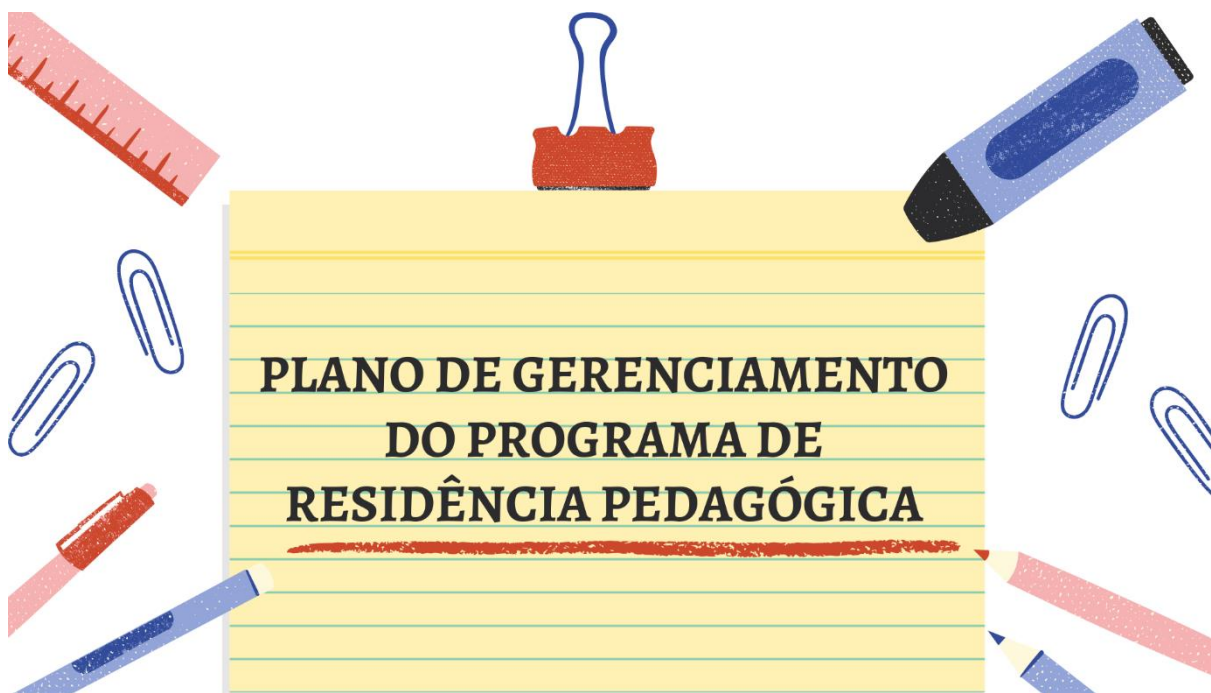 PLANO DE GERENCIAMENTO
DO PROGRAMA DE
RESIDÊNCIA PEDAGÓGICA